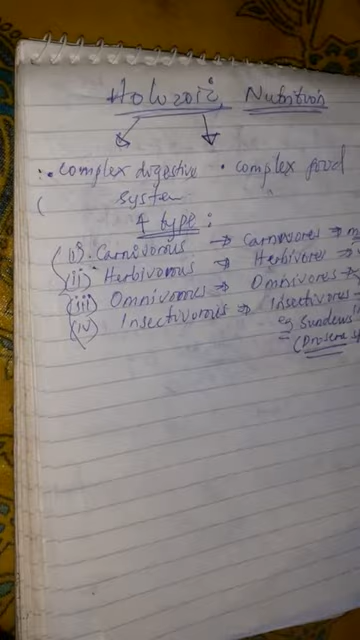 Holozoic Nutrition
• complex digestive system • complex food
4 type :
(i) Carnivorous → Carnivores →
(ii) Herbivorous → Herbivores →
(iii) Omnivorous → Omnivores →
(iv) Insectivorous → Insectivores
eg Sundews
(Drosera